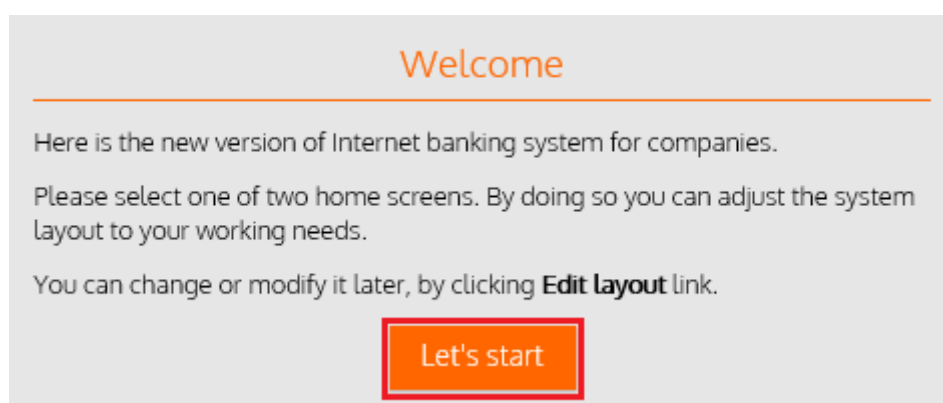 Welcome
Here is the new version of Internet banking system for companies.
Please select one of two home screens. By doing so you can adjust the system
layout to your working needs.
You can change or modify it later, by clicking Edit layout link.
Let's start